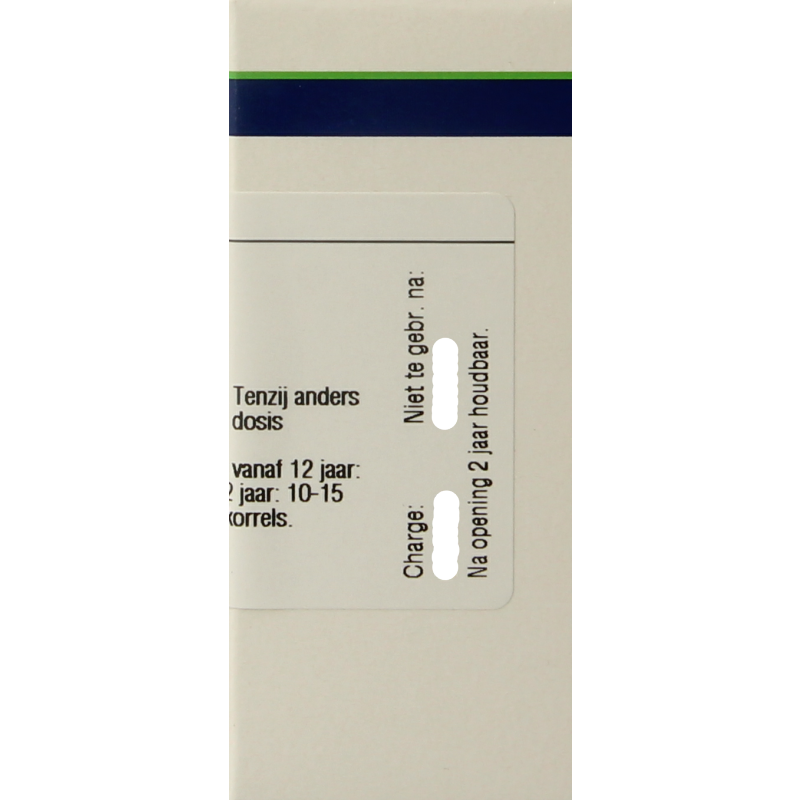 Tenzij anders
dosis
vanaf 12 jaar:
2 jaar: 10-15
korrels.
Niet te gebr. na:
Charge:
Na opening 2 jaar houdbaar.